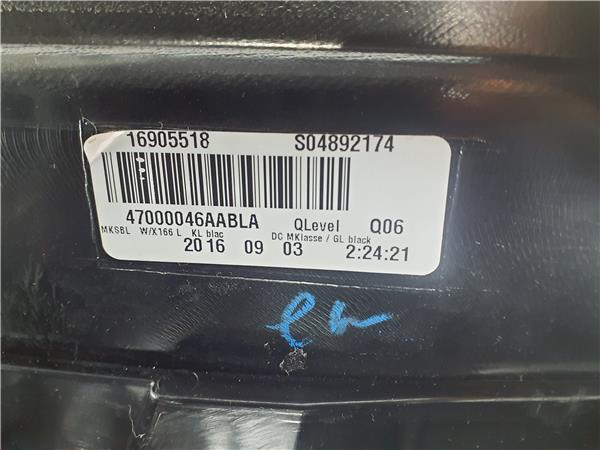 16905518 S04892174
47000046AABLA QLevel Q06
MKSBL W/X166 L KL blac DC MKlasse / GL black
2016 09 03 2:24:21